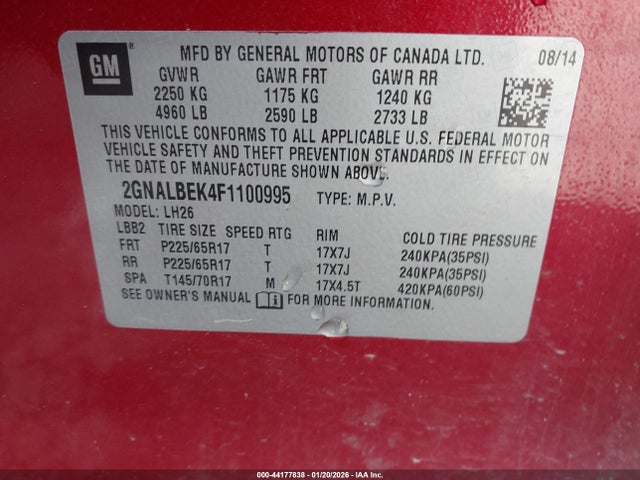 GM
MFD BY GENERAL MOTORS OF CANADA LTD. 08/14
GVWR GAWR FRT GAWR RR
2250 KG 1175 KG 1240 KG
4960 LB 2590 LB 2733 LB
THIS VEHICLE CONFORMS TO ALL APPLICABLE U.S. FEDERAL MOTOR
VEHICLE SAFETY AND THEFT PREVENTION STANDARDS IN EFFECT ON
THE DATE OF MANUFACTURE SHOWN ABOVE.
2GNALBEK4F1100995 TYPE: M.P.V.
MODEL: LH26
LBB2 TIRE SIZE SPEED RTG RIM COLD TIRE PRESSURE
FRT P225/65R17 T 17X7J 240KPA(35PSI)
RR P225/65R17 T 17X7J 240KPA(35PSI)
SPA T145/70R17 M 17X4.5T 420KPA(60PSI)
SEE OWNER'S MANUAL FOR MORE INFORMATION.
000-44177838 - 01/20/2026 - IAAI.COM